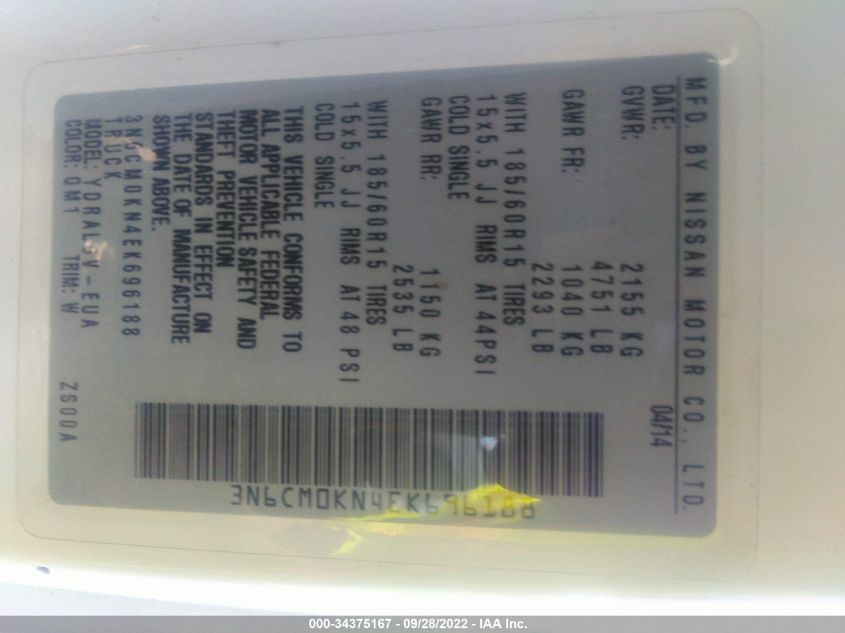 MFD. BY NISSAN MOTOR CO., LTD.
DATE: 04/14
GVWR: 2155 KG
4751 LB
GAWR FR: 1040 KG
2293 LB
WITH 185/60R15 TIRES
15x5.5 JJ RIMS AT 44PSI
COLD SINGLE
GAWR RR: 1150 KG
2535 LB
WITH 185/60R15 TIRES
15x5.5 JJ RIMS AT 48 PSI
COLD SINGLE
THIS VEHICLE CONFORMS TO
ALL APPLICABLE FEDERAL
MOTOR VEHICLE SAFETY AND
THEFT PREVENTION
STANDARDS IN EFFECT ON
THE DATE OF MANUFACTURE
SHOWN ABOVE.
3N6CM0KN4EK696188
TRUCK
MODEL:
COLOR: QM1 TRIM: W ZS00A
3N6CM0KN4EK696188
000-34375167 - 09/28/2022 - IAA Inc.